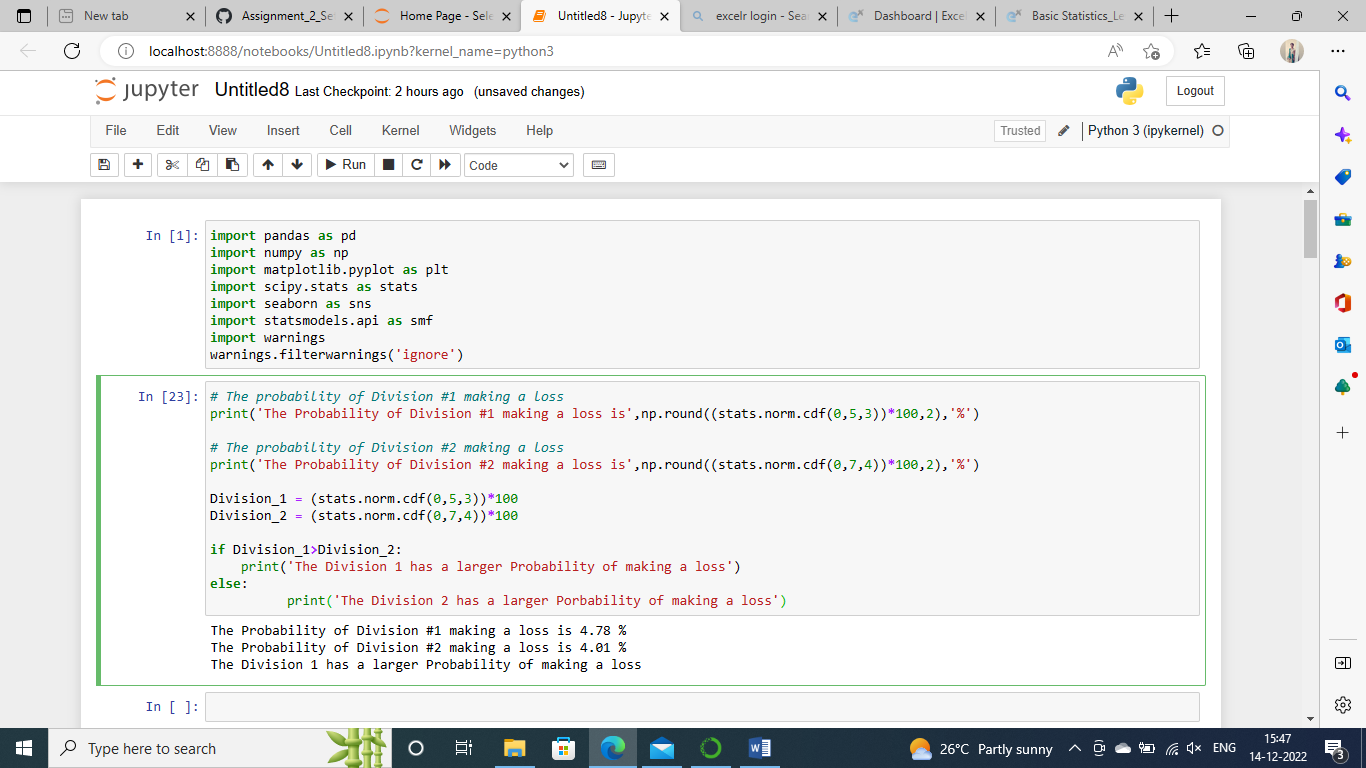 New tab
Assignment_2_Se
Home Page - Sele
Untitled8 - Jupyte
excelr login - Sea
Dashboard | Exce
Basic Statistics_Le
localhost:8888/notebooks/Untitled8.ipynb?kernel_name=python3
jupyter Untitled8 Last Checkpoint: 2 hours ago (unsaved changes)
Logout
File Edit View Insert Cell Kernel Widgets Help
Trusted Python 3 (ipykernel)
Run Code
In [1]:
import pandas as pd
import numpy as np
import matplotlib.pyplot as plt
import scipy.stats as stats
import seaborn as sns
import statsmodels.api as smf
import warnings
warnings.filterwarnings('ignore')
In [23]:
# The probability of Division #1 making a loss
print('The Probability of Division #1 making a loss is',np.round((stats.norm.cdf(0,5,3))*100,2),'%')
# The probability of Division #2 making a loss
print('The Probability of Division #2 making a loss is',np.round((stats.norm.cdf(0,7,4))*100,2),'%')
Division_1 = (stats.norm.cdf(0,5,3))*100
Division_2 = (stats.norm.cdf(0,7,4))*100
if Division_1>Division_2:
print('The Division 1 has a larger Probability of making a loss')
else:
print('The Division 2 has a larger Porbability of making a loss')
The Probability of Division #1 making a loss is 4.78 %
The Probability of Division #2 making a loss is 4.01 %
The Division 1 has a larger Probability of making a loss
In [ ]:
Type here to search
26°C Partly sunny
ENG
15:47
14-12-2022
3